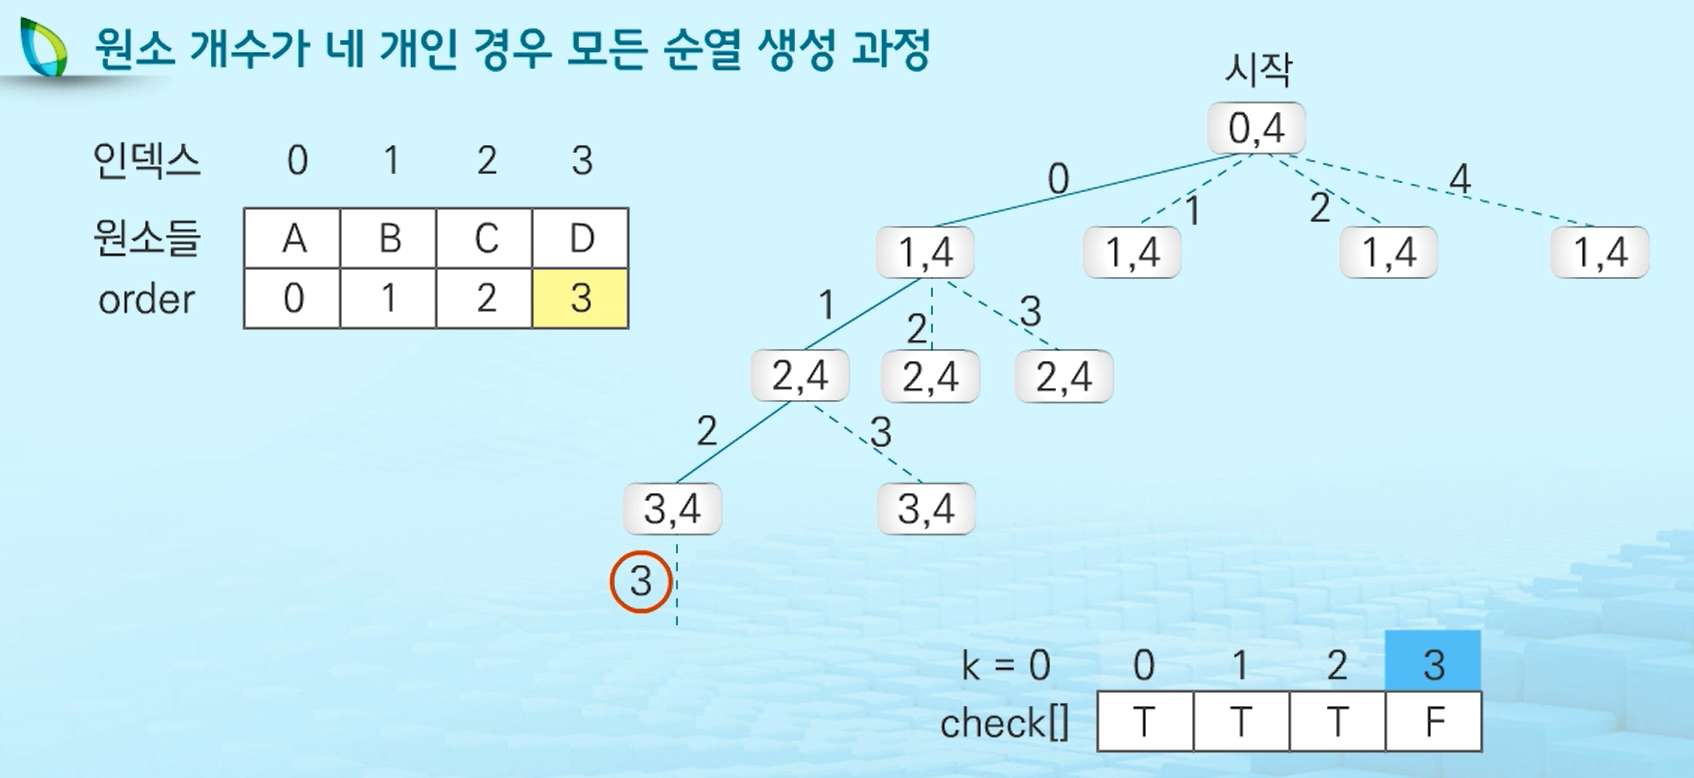 원소 개수가 네 개인 경우 모든 순열 생성 과정
시작
0,4
인덱스 0 1 2 3
원소들 A B C D
order 0 1 2 3
0 1 2 4
1,4 1,4 1,4 1,4
1 2 3
2,4 2,4 2,4
2 3
3,4 3,4
3
k = 0 0 1 2 3
check[] T T T F